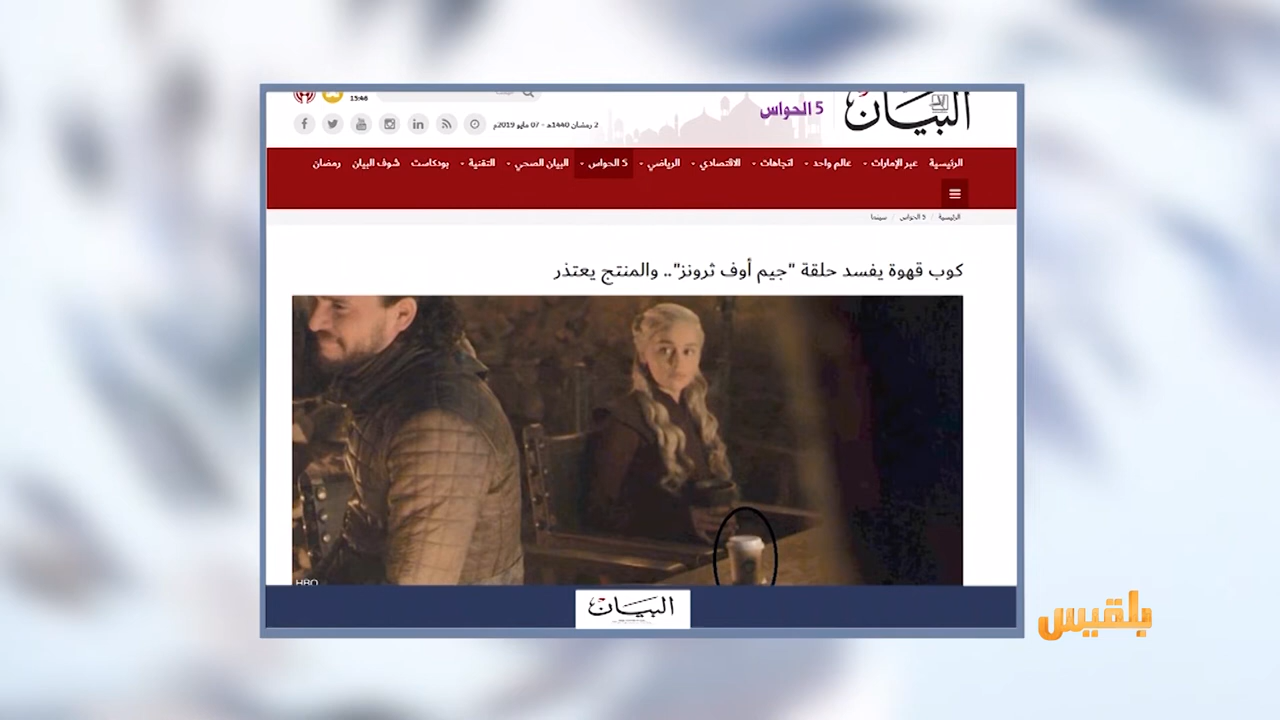 البيان
5 الحواس
15:46
2 رمضان 1440هـ - 07 مايو 2019م
الرئيسية عبر الإمارات عالم واحد اتجاهات الاقتصادي الرياضي 5 الحواس البيان الصحي التقنية بودكاست شوف البيان رمضان
الرئيسية / 5 الحواس / سينما
كوب قهوة يفسد حلقة "جيم أوف ثرونز".. والمنتج يعتذر
HBO
البيان
بلقيس